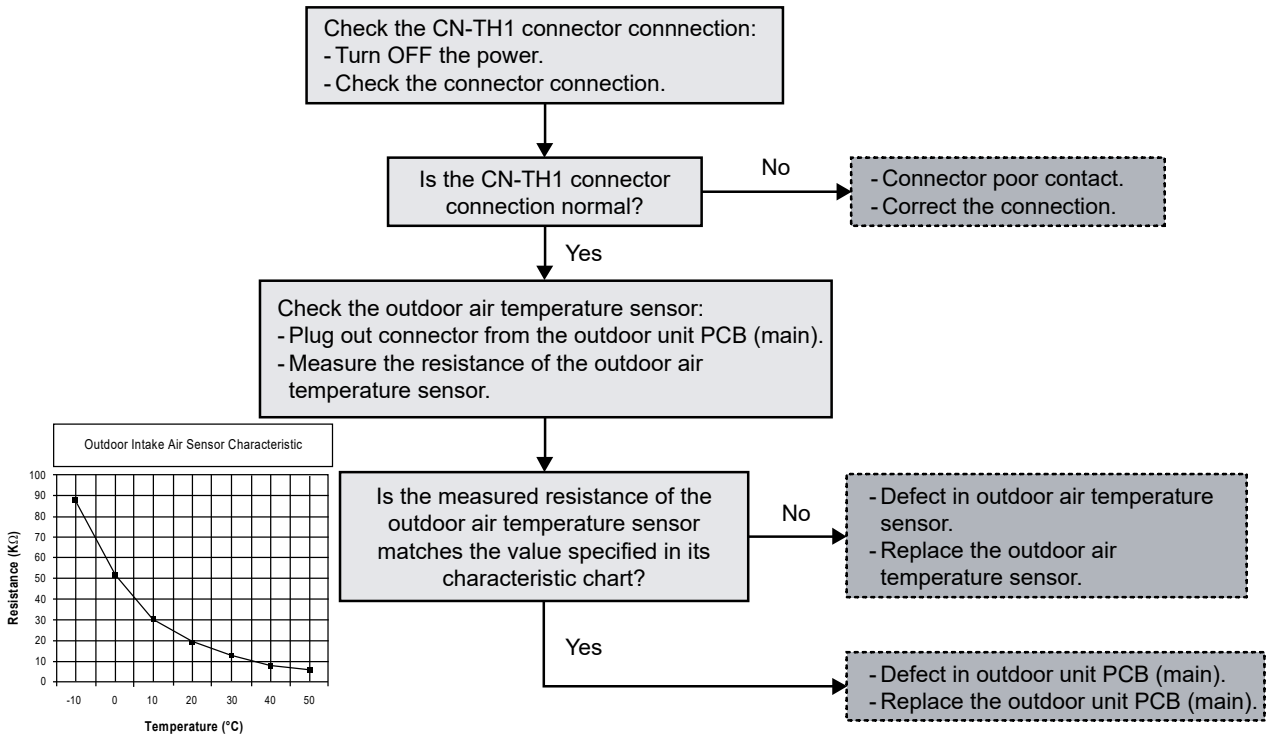 Check the CN-TH1 connector connnection:
- Turn OFF the power.
- Check the connector connection.
Is the CN-TH1 connector
connection normal?
No
- Connector poor contact.
- Correct the connection.
Yes
Check the outdoor air temperature sensor:
- Plug out connector from the outdoor unit PCB (main).
- Measure the resistance of the outdoor air
temperature sensor.
Outdoor Intake Air Sensor Characteristic
Resistance (KΩ)
100
90
80
70
60
50
40
30
20
10
0
-10 0 10 20 30 40 50
Temperature (°C)
Is the measured resistance of the
outdoor air temperature sensor
matches the value specified in its
characteristic chart?
No
- Defect in outdoor air temperature
sensor.
- Replace the outdoor air
temperature sensor.
Yes
- Defect in outdoor unit PCB (main).
- Replace the outdoor unit PCB (main).